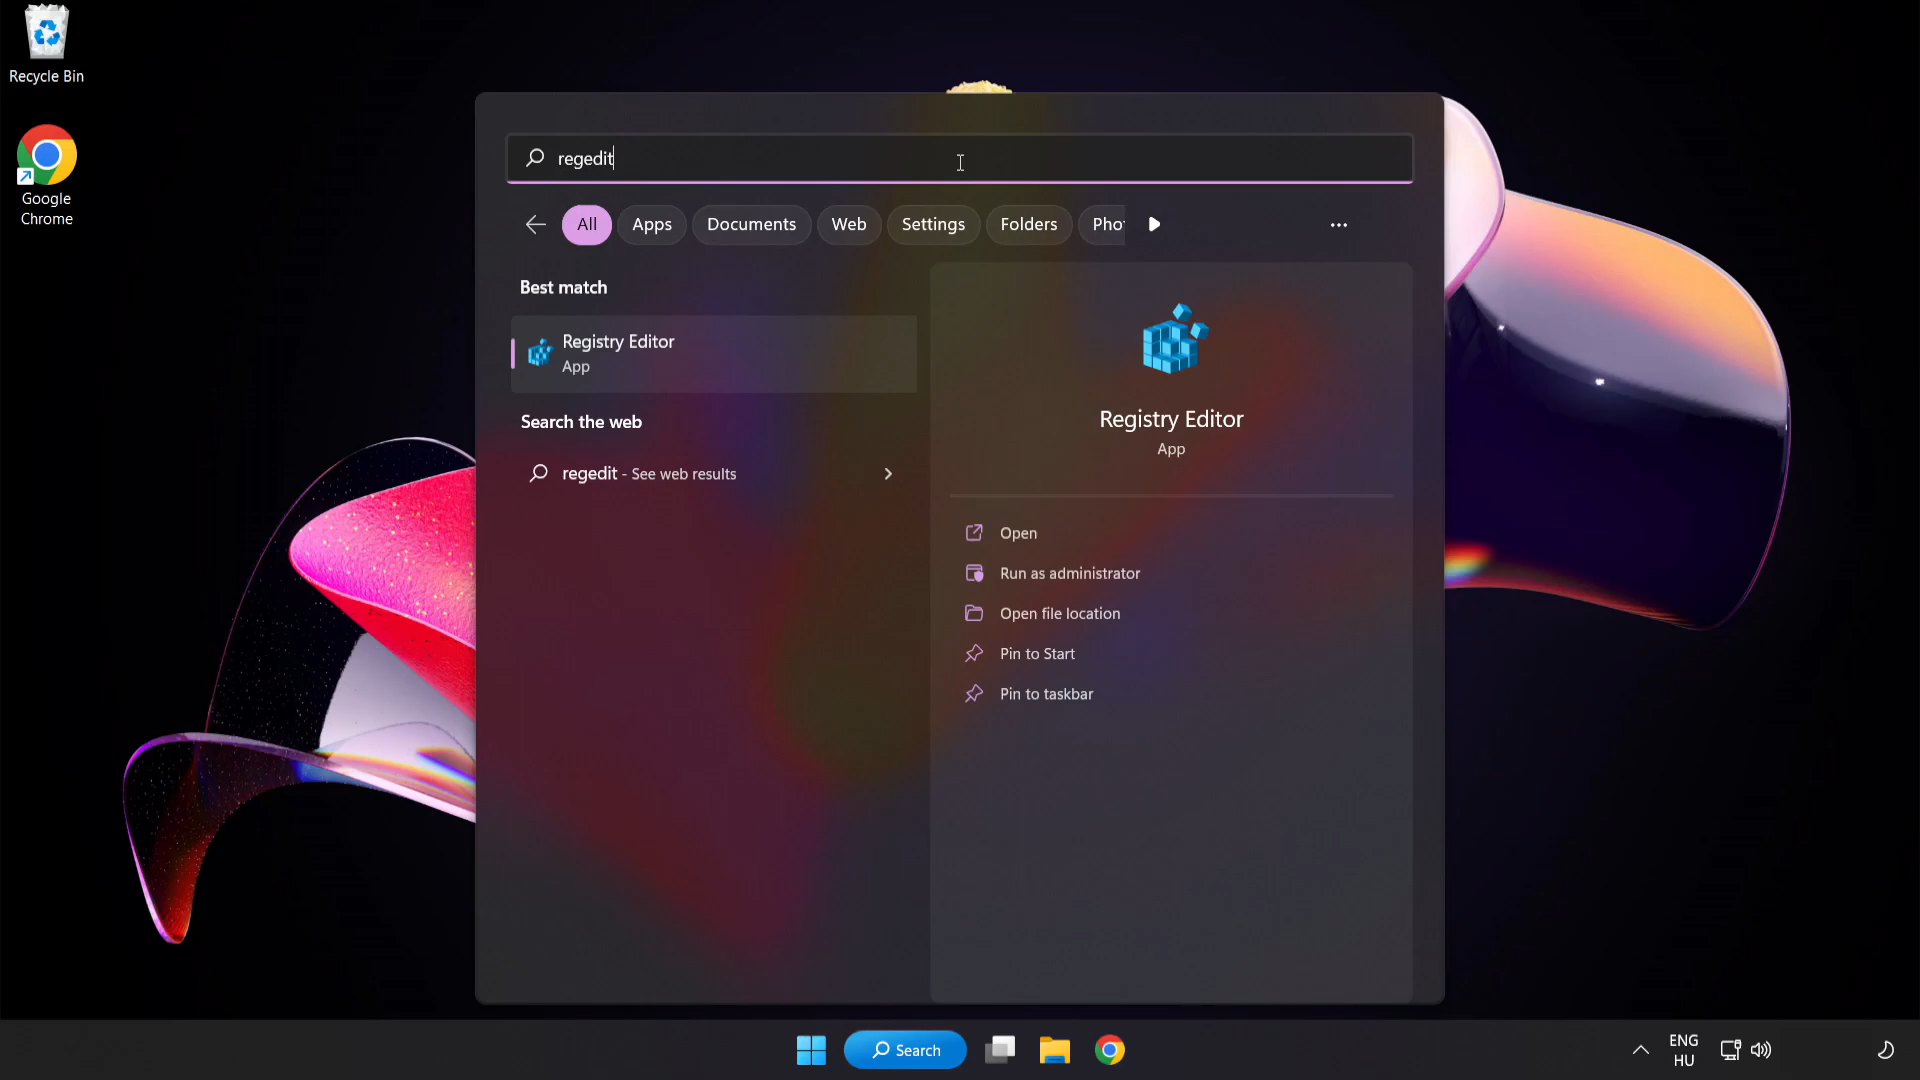 Recycle Bin
Google
Chrome
regedit
All
Apps
Documents
Web
Settings
Folders
Phot
Best match
Registry Editor
App
Search the web
regedit - See web results
Registry Editor
App
Open
Run as administrator
Open file location
Pin to Start
Pin to taskbar
Search
ENG
HU